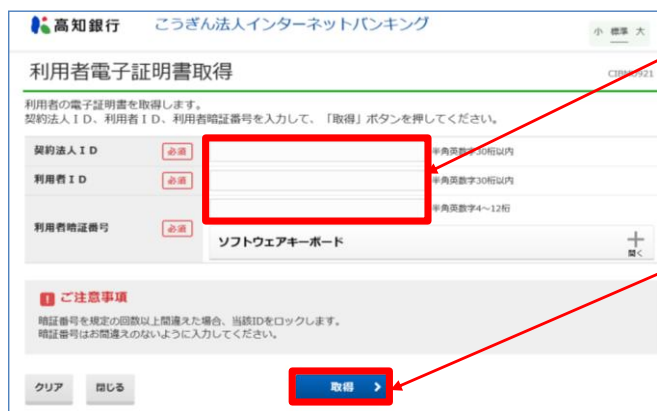 高知銀行 こうぎん法人インターネットバンキング
小 標準 大
利用者電子証明書取得
利用者の電子証明書を取得します。
契約法人ID、利用者ID、利用者暗証番号を入力して、「取得」ボタンを押してください。
契約法人ID 必須 半角英数字30桁以内
利用者ID 必須 半角英数字30桁以内
半角英数字4～12桁
利用者暗証番号 必須
ソフトウェアキーボード 開く
ご注意事項
暗証番号を規定の回数以上間違えた場合、当該IDをロックします。
暗証番号はお間違えのないように入力してください。
クリア 閉じる 取得